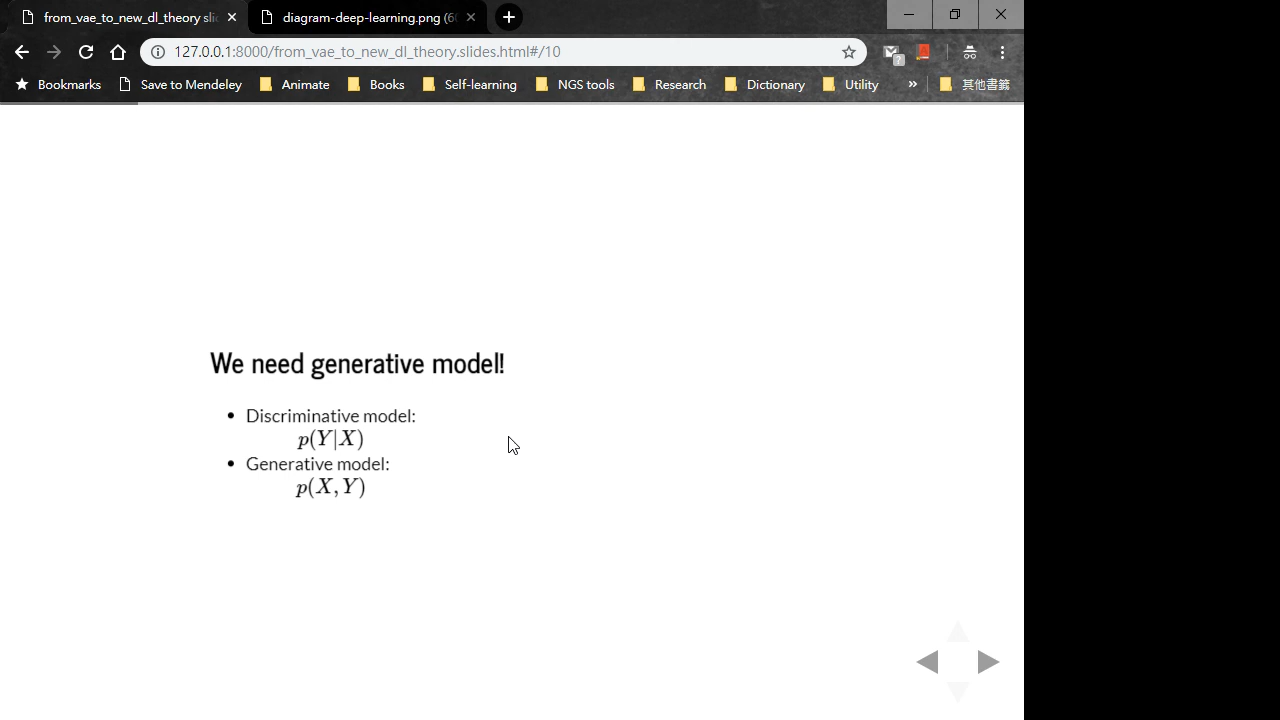 from_vae_to_new_dl_theory slid
diagram-deep-learning.png (60
127.0.0.1:8000/from_vae_to_new_dl_theory.slides.html#/10
Bookmarks Save to Mendeley Animate Books Self-learning NGS tools Research Dictionary Utility » 其他書籤
We need generative model!
• Discriminative model:
p(Y|X)
• Generative model:
p(X, Y)